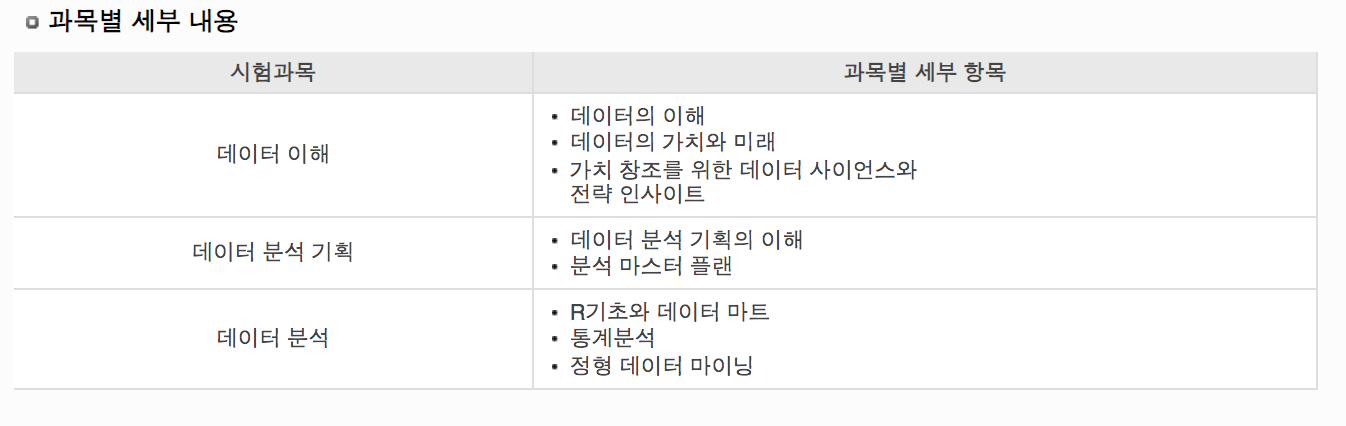 과목별 세부 내용
시험과목
과목별 세부 항목
데이터 이해
• 데이터의 이해
• 데이터의 가치와 미래
• 가치 창조를 위한 데이터 사이언스와
전략 인사이트
데이터 분석 기획
• 데이터 분석 기획의 이해
• 분석 마스터 플랜
데이터 분석
• R기초와 데이터 마트
• 통계분석
• 정형 데이터 마이닝